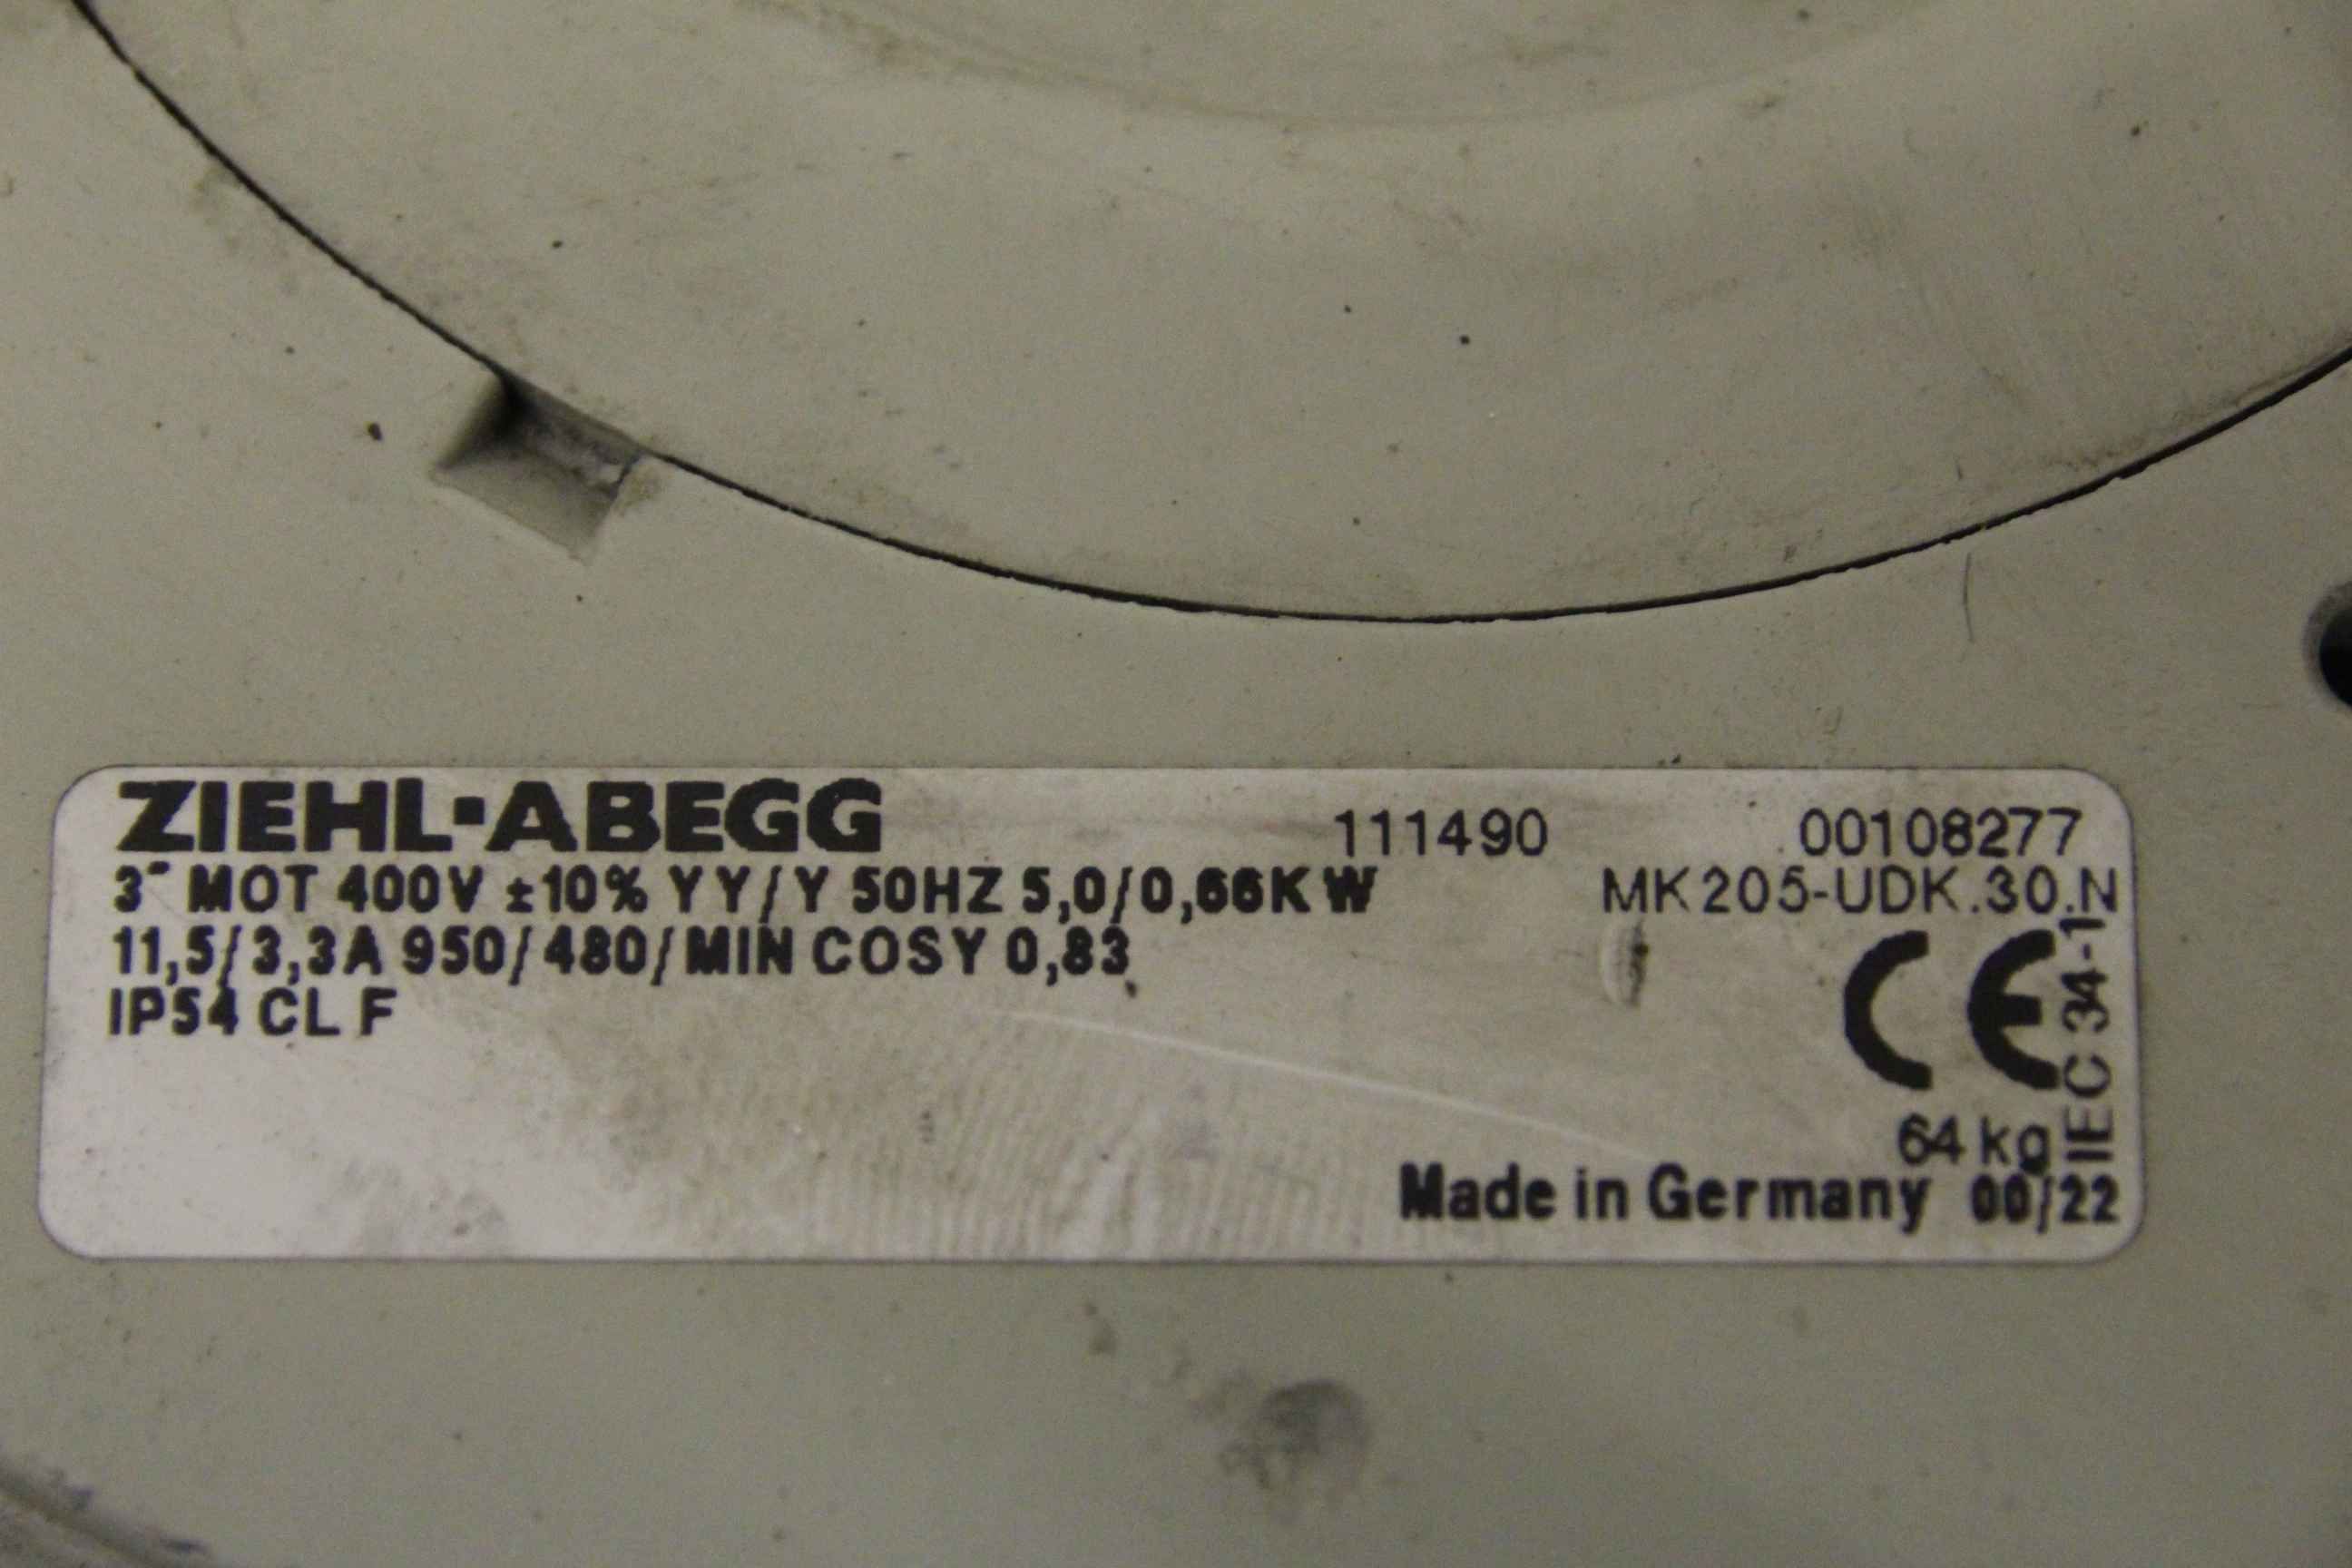 ZIEHL-ABEGG 111490 00108277
3~ MOT 400V ±10% YY/Y 50HZ 5,0/0,66KW MK205-UDK.30.N
11,5/3,3A 950/480/MIN COSY 0,83
IP54 CL F
CE
IEC 34-1
64 kg
Made in Germany 00/22